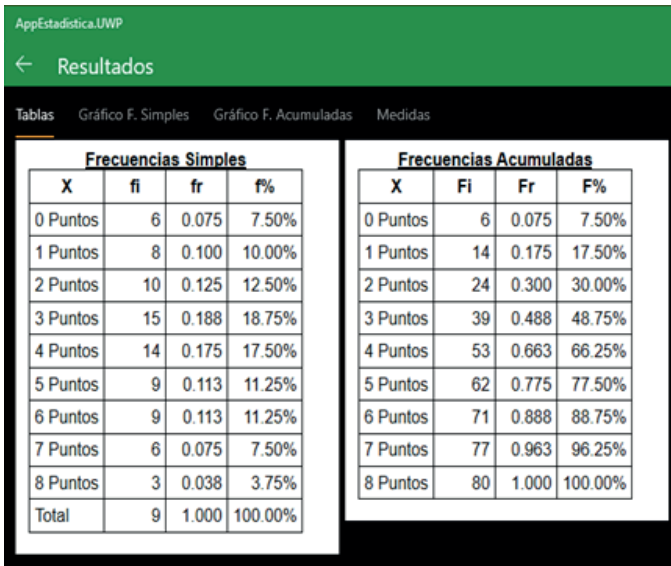 AppEstadistica.UWP
← Resultados
Tablas Gráfico F. Simples Gráfico F. Acumuladas Medidas
Frecuencias Simples
X fi fr f%
0 Puntos 6 0.075 7.50%
1 Puntos 8 0.100 10.00%
2 Puntos 10 0.125 12.50%
3 Puntos 15 0.188 18.75%
4 Puntos 14 0.175 17.50%
5 Puntos 9 0.113 11.25%
6 Puntos 9 0.113 11.25%
7 Puntos 6 0.075 7.50%
8 Puntos 3 0.038 3.75%
Total 9 1.000 100.00%
Frecuencias Acumuladas
X Fi Fr F%
0 Puntos 6 0.075 7.50%
1 Puntos 14 0.175 17.50%
2 Puntos 24 0.300 30.00%
3 Puntos 39 0.488 48.75%
4 Puntos 53 0.663 66.25%
5 Puntos 62 0.775 77.50%
6 Puntos 71 0.888 88.75%
7 Puntos 77 0.963 96.25%
8 Puntos 80 1.000 100.00%